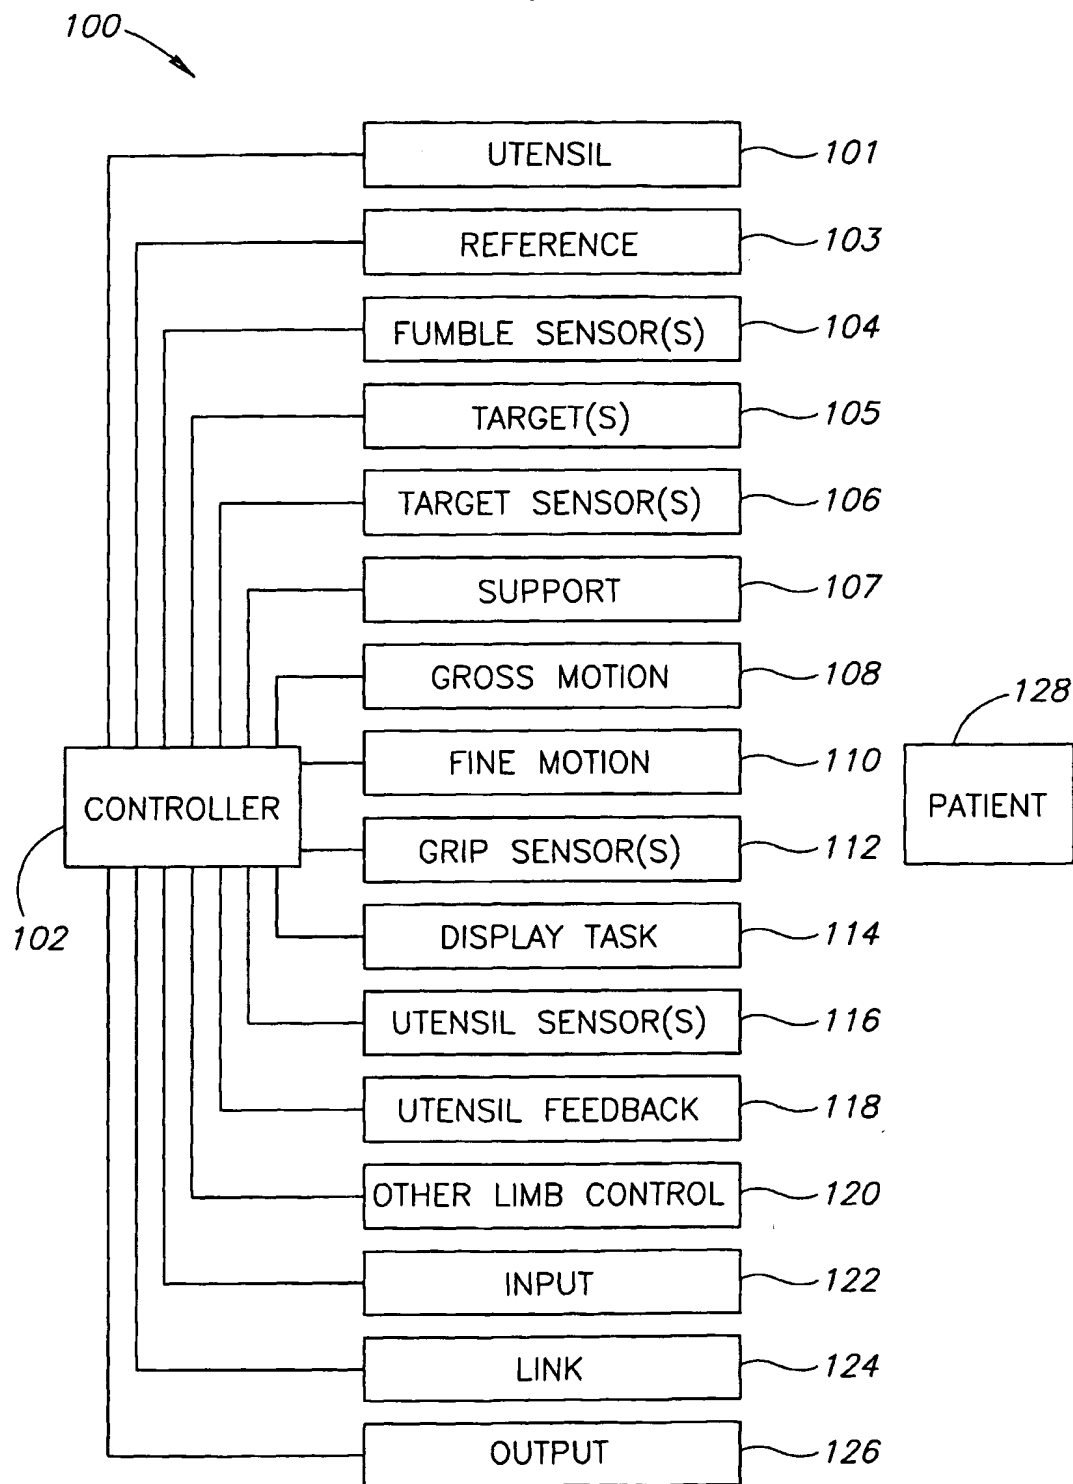 100
UTENSIL 101
REFERENCE 103
FUMBLE SENSOR(S) 104
TARGET(S) 105
TARGET SENSOR(S) 106
SUPPORT 107
GROSS MOTION 108
128
FINE MOTION 110
CONTROLLER
PATIENT
GRIP SENSOR(S) 112
102
DISPLAY TASK 114
UTENSIL SENSOR(S) 116
UTENSIL FEEDBACK 118
OTHER LIMB CONTROL 120
INPUT 122
LINK 124
OUTPUT 126